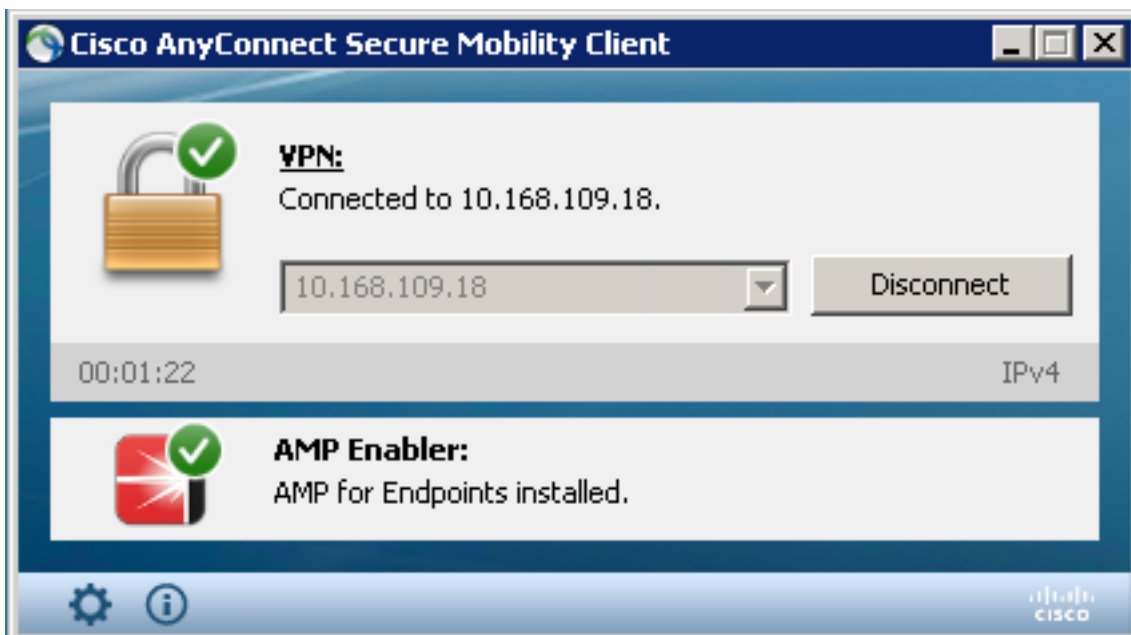 Cisco AnyConnect Secure Mobility Client
VPN:
Connected to 10.168.109.18.
10.168.109.18
Disconnect
00:01:22
IPv4
AMP Enabler:
AMP for Endpoints installed.
CISCO